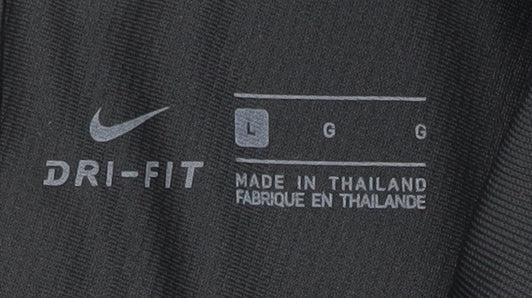 DRI-FIT
L G G
MADE IN THAILAND
FABRIQUE EN THAILANDE